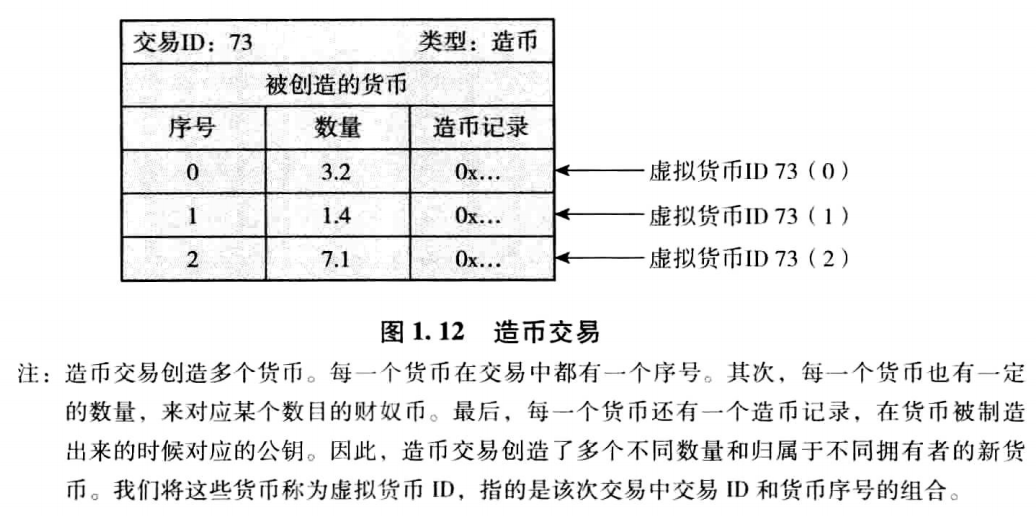 交易ID：73 类型：造币
被创造的货币
序号 数量 造币记录
0 3.2 0x... 虚拟货币ID 73（0）
1 1.4 0x... 虚拟货币ID 73（1）
2 7.1 0x... 虚拟货币ID 73（2）
图 1.12 造币交易
注：造币交易创造多个货币。每一个货币在交易中都有一个序号。其次，每一个货币也有一定
的数量，来对应某个数目的财奴币。最后，每一个货币还有一个造币记录，在货币被制造
出来的时候对应的公钥。因此，造币交易创造了多个不同数量和归属于不同拥有者的新货
币。我们将这些货币称为虚拟货币 ID，指的是该次交易中交易 ID 和货币序号的组合。